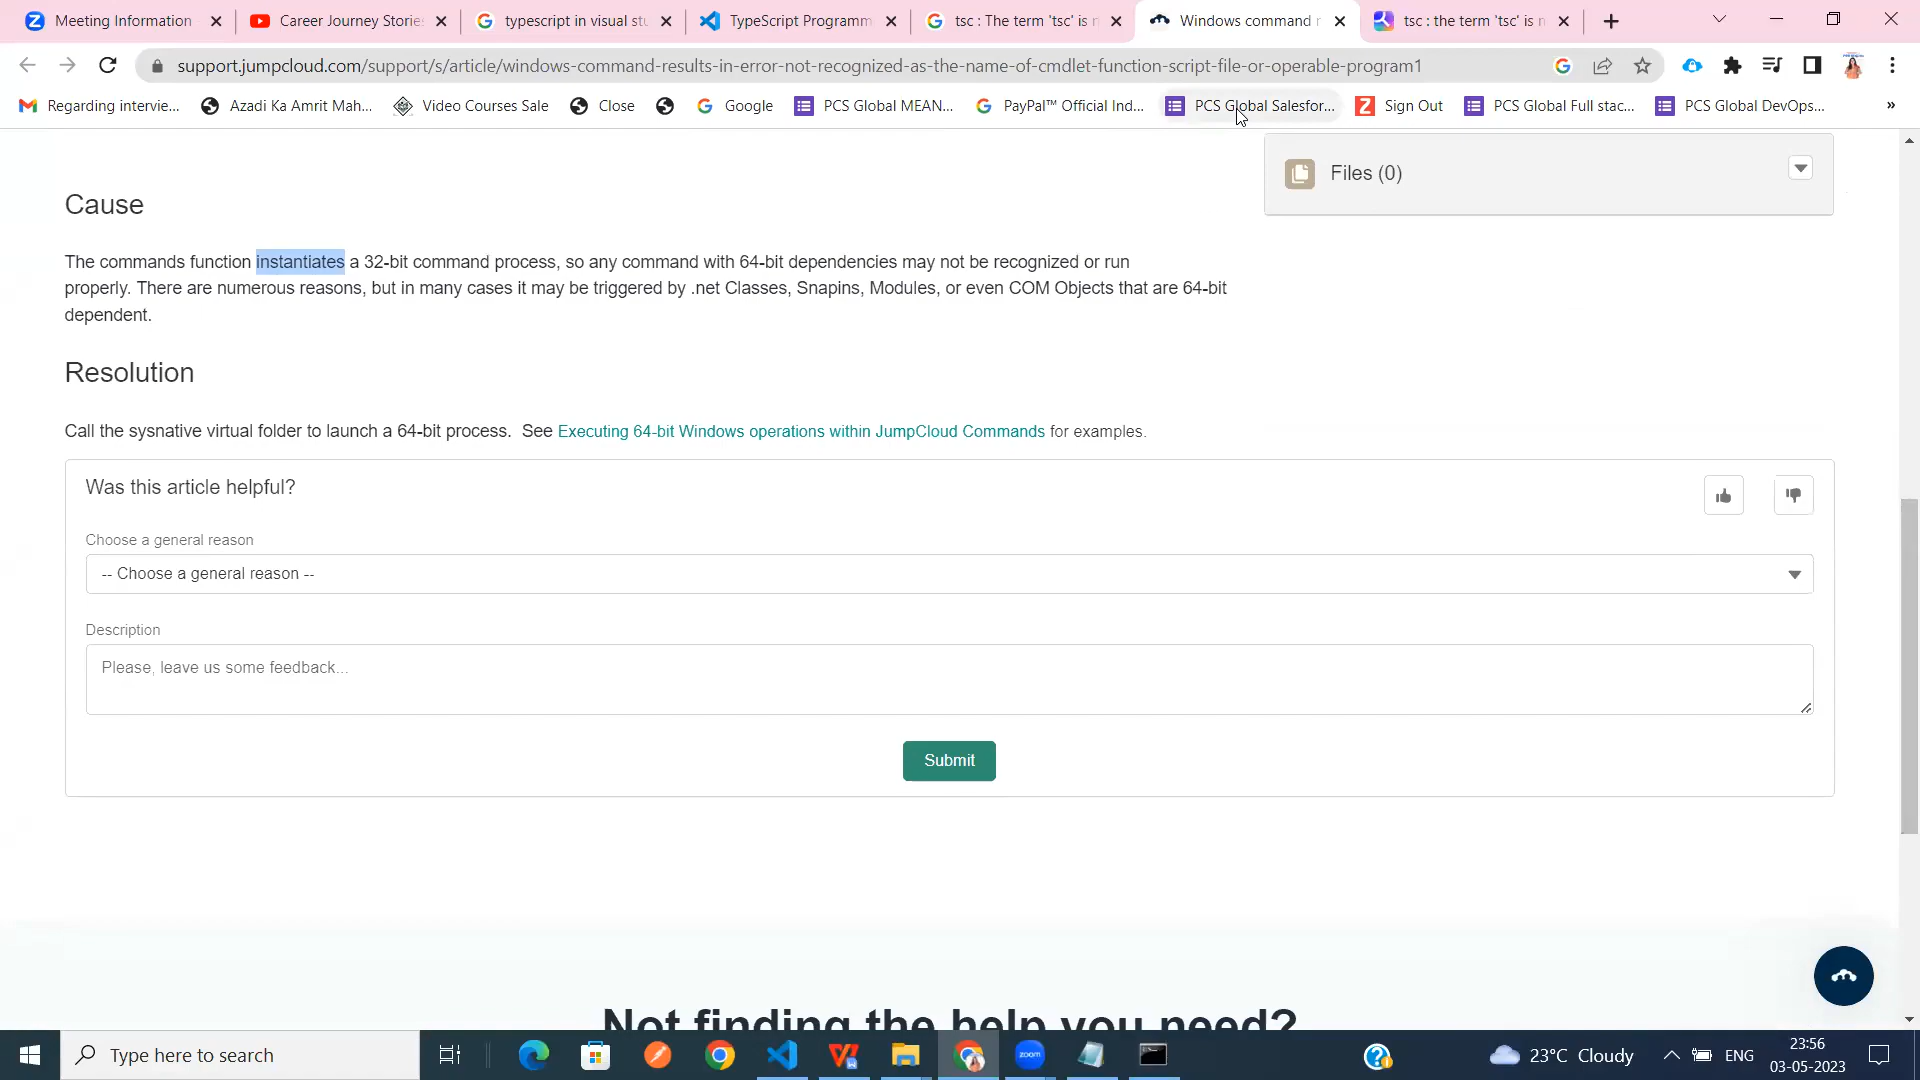 Meeting Information
Career Journey Storie
typescript in visual stu
TypeScript Programm
tsc : The term 'tsc' is n
Windows command r
tsc : the term 'tsc' is n
support.jumpcloud.com/support/s/article/windows-command-results-in-error-not-recognized-as-the-name-of-cmdlet-function-script-file-or-operable-program1
Regarding intervie...
Azadi Ka Amrit Mah...
Video Courses Sale
Close
Google
PCS Global MEAN...
PayPal™ Official Ind...
PCS Global Salesfor...
Sign Out
PCS Global Full stac...
PCS Global DevOps...
»
Files (0)
Cause
The commands function instantiates a 32-bit command process, so any command with 64-bit dependencies may not be recognized or run
properly. There are numerous reasons, but in many cases it may be triggered by .net Classes, Snapins, Modules, or even COM Objects that are 64-bit
dependent.
Resolution
Call the sysnative virtual folder to launch a 64-bit process.  See Executing 64-bit Windows operations within JumpCloud Commands for examples.
Was this article helpful?
Choose a general reason
-- Choose a general reason --
Description
Please, leave us some feedback...
Submit
Not finding the help you need?
Type here to search
zoom
23°C Cloudy
ENG
23:56
03-05-2023